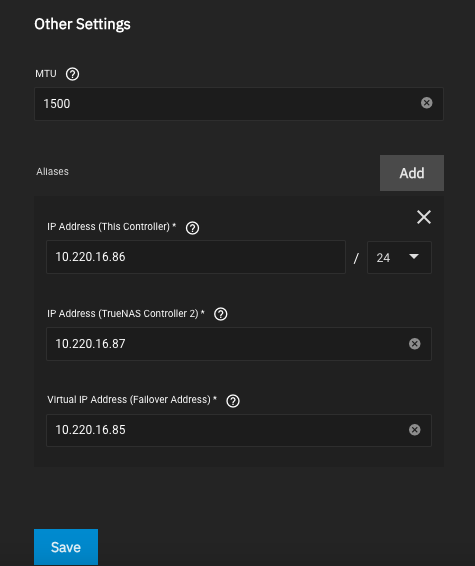 Other Settings
MTU ?
1500
Aliases
Add
IP Address (This Controller) * ?
10.220.16.86 / 24
IP Address (TrueNAS Controller 2) * ?
10.220.16.87
Virtual IP Address (Failover Address) * ?
10.220.16.85
Save